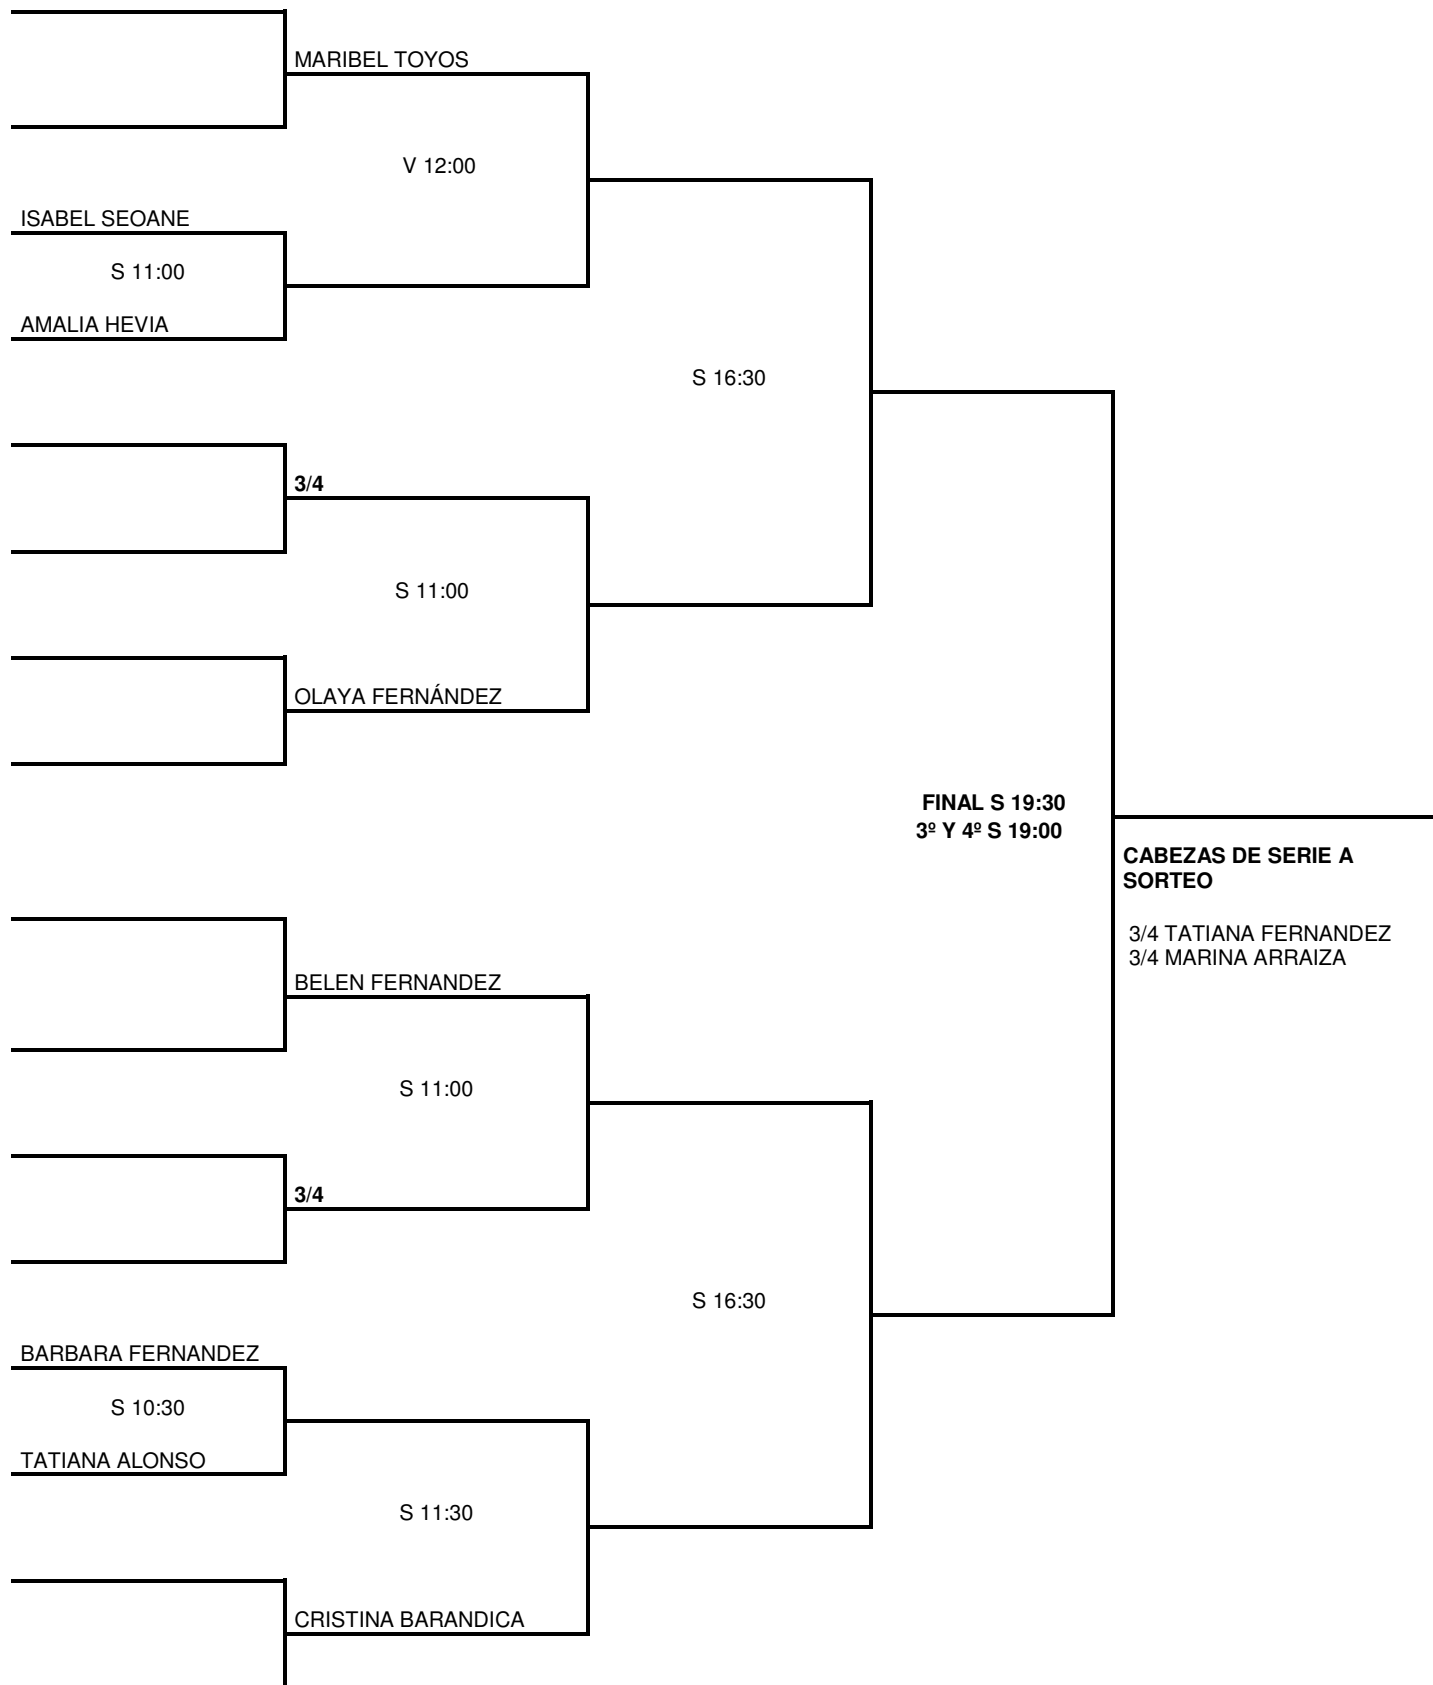 MARIBEL TOYOS
V 12:00
ISABEL SEOANE
S 11:00
AMALIA HEVIA
S 16:30
3/4
S 11:00
OLAYA FERNÁNDEZ
FINAL S 19:30
3º Y 4º S 19:00
CABEZAS DE SERIE A
SORTEO
3/4 TATIANA FERNANDEZ
3/4 MARINA ARRAIZA
BELEN FERNANDEZ
S 11:00
3/4
S 16:30
BARBARA FERNANDEZ
S 10:30
TATIANA ALONSO
S 11:30
CRISTINA BARANDICA